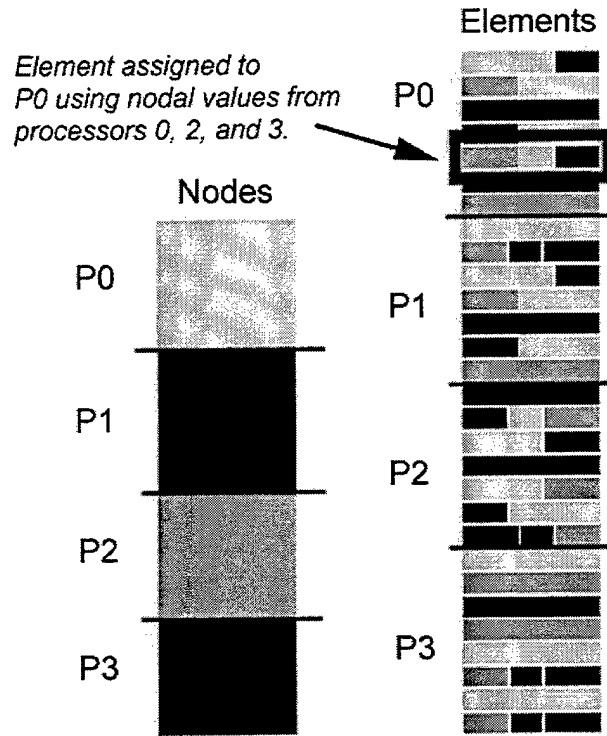 Elements
Element assigned to
P0 using nodal values from
processors 0, 2, and 3.
P0
Nodes
P0
P1
P1
P2
P2
P3
P3